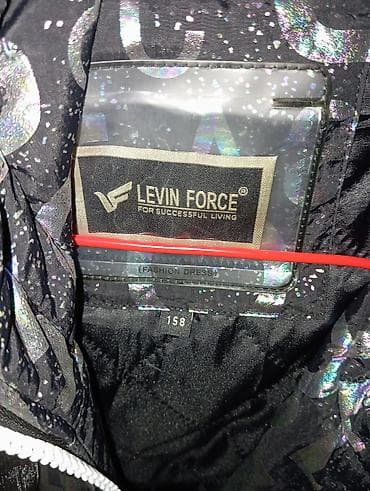 LEVIN FORCE®
FOR SUCCESSFUL LIVING
(FASHION DRESS)
158